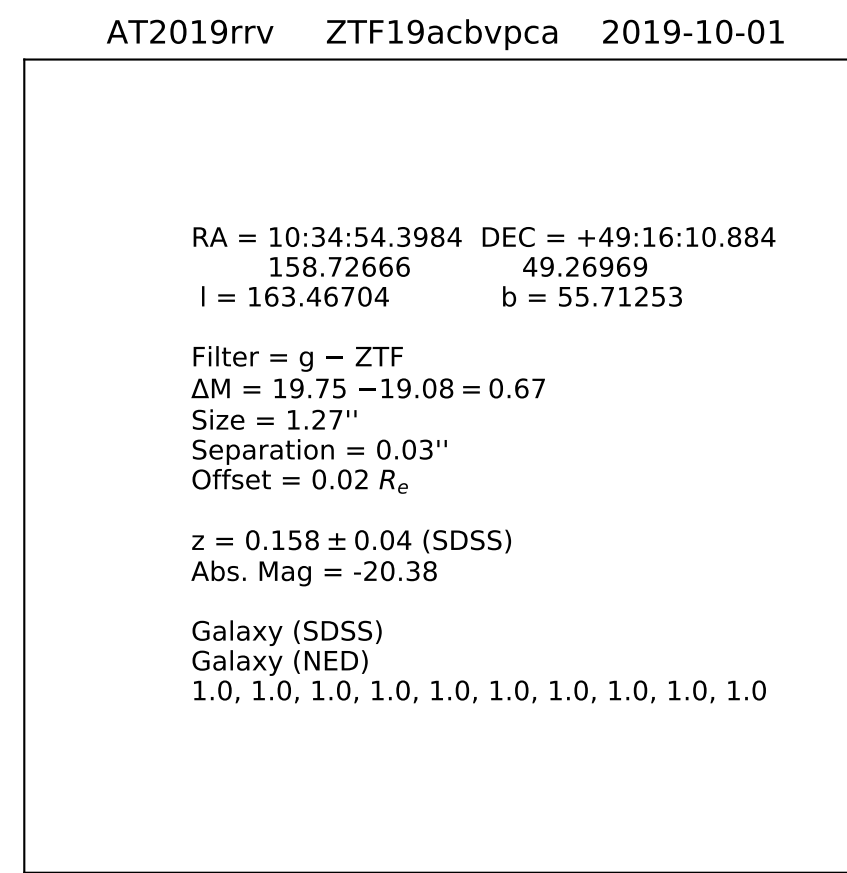 AT2019rrv ZTF19acbvpca 2019-10-01
RA = 10:34:54.3984 DEC = +49:16:10.884
158.72666 49.26969
l = 163.46704 b = 55.71253
Filter = g − ZTF
ΔM = 19.75 −19.08 = 0.67
Size = 1.27''
Separation = 0.03''
Offset = 0.02 Re
z = 0.158 ± 0.04 (SDSS)
Abs. Mag = -20.38
Galaxy (SDSS)
Galaxy (NED)
1.0, 1.0, 1.0, 1.0, 1.0, 1.0, 1.0, 1.0, 1.0, 1.0